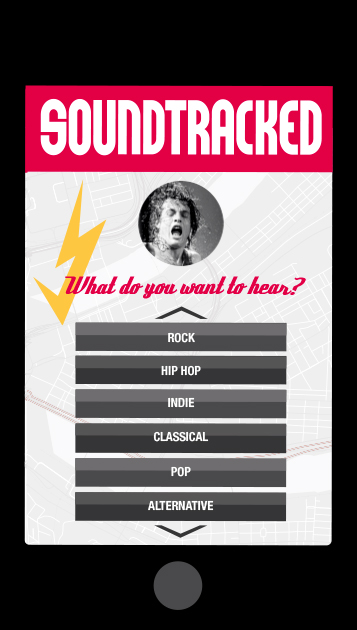 SOUNDTRACKED
What do you want to hear?
ROCK
HIP HOP
INDIE
CLASSICAL
POP
ALTERNATIVE